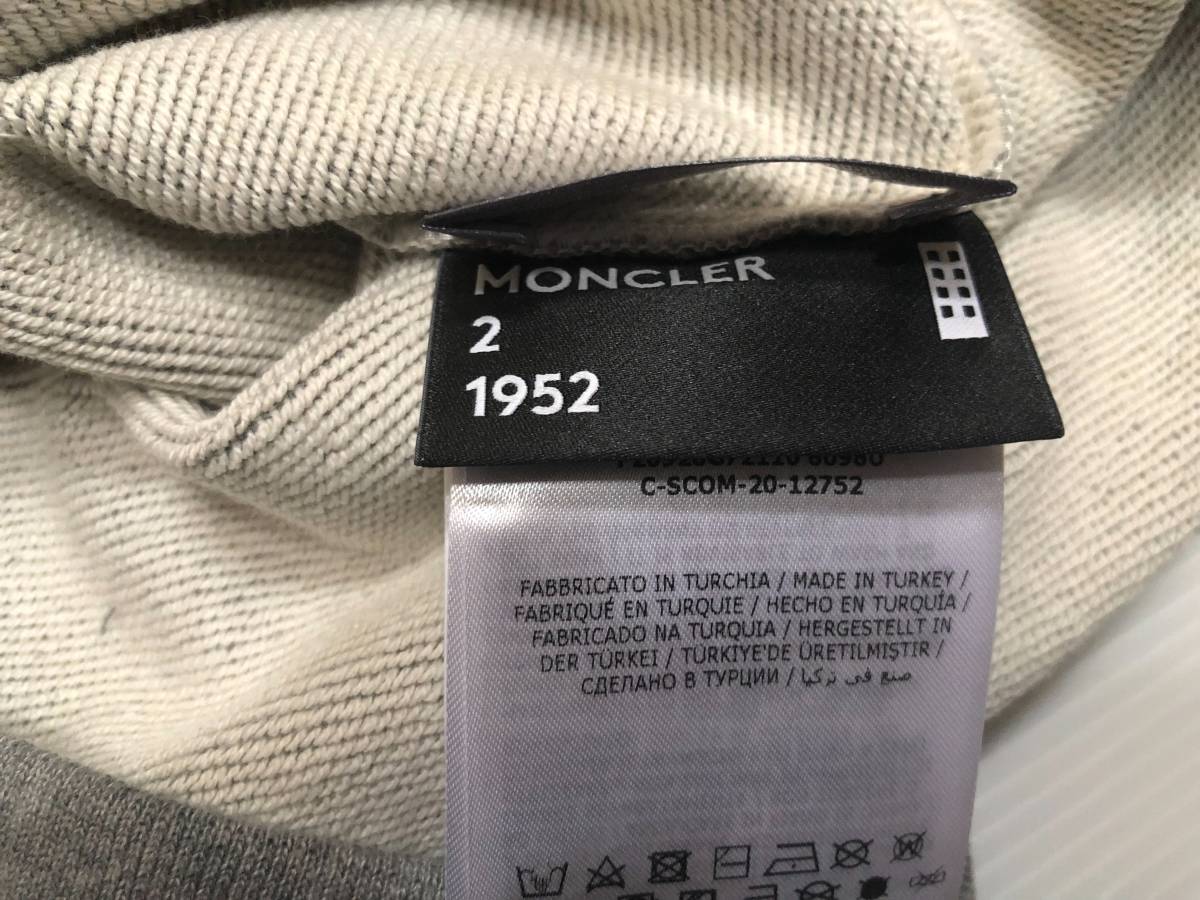 MONCLER
2
1952
C-SCOM-20-12752
FABBRICATO IN TURCHIA / MADE IN TURKEY /
FABRIQUÉ EN TURQUIE / HECHO EN TURQUÍA /
FABRICADO NA TURQUIA / HERGESTELLT IN
DER TÜRKEI / TÜRKIYE'DE ÜRETILMIŞTIR /
СДЕЛАНО В ТУРЦИИ / صنع في تركيا